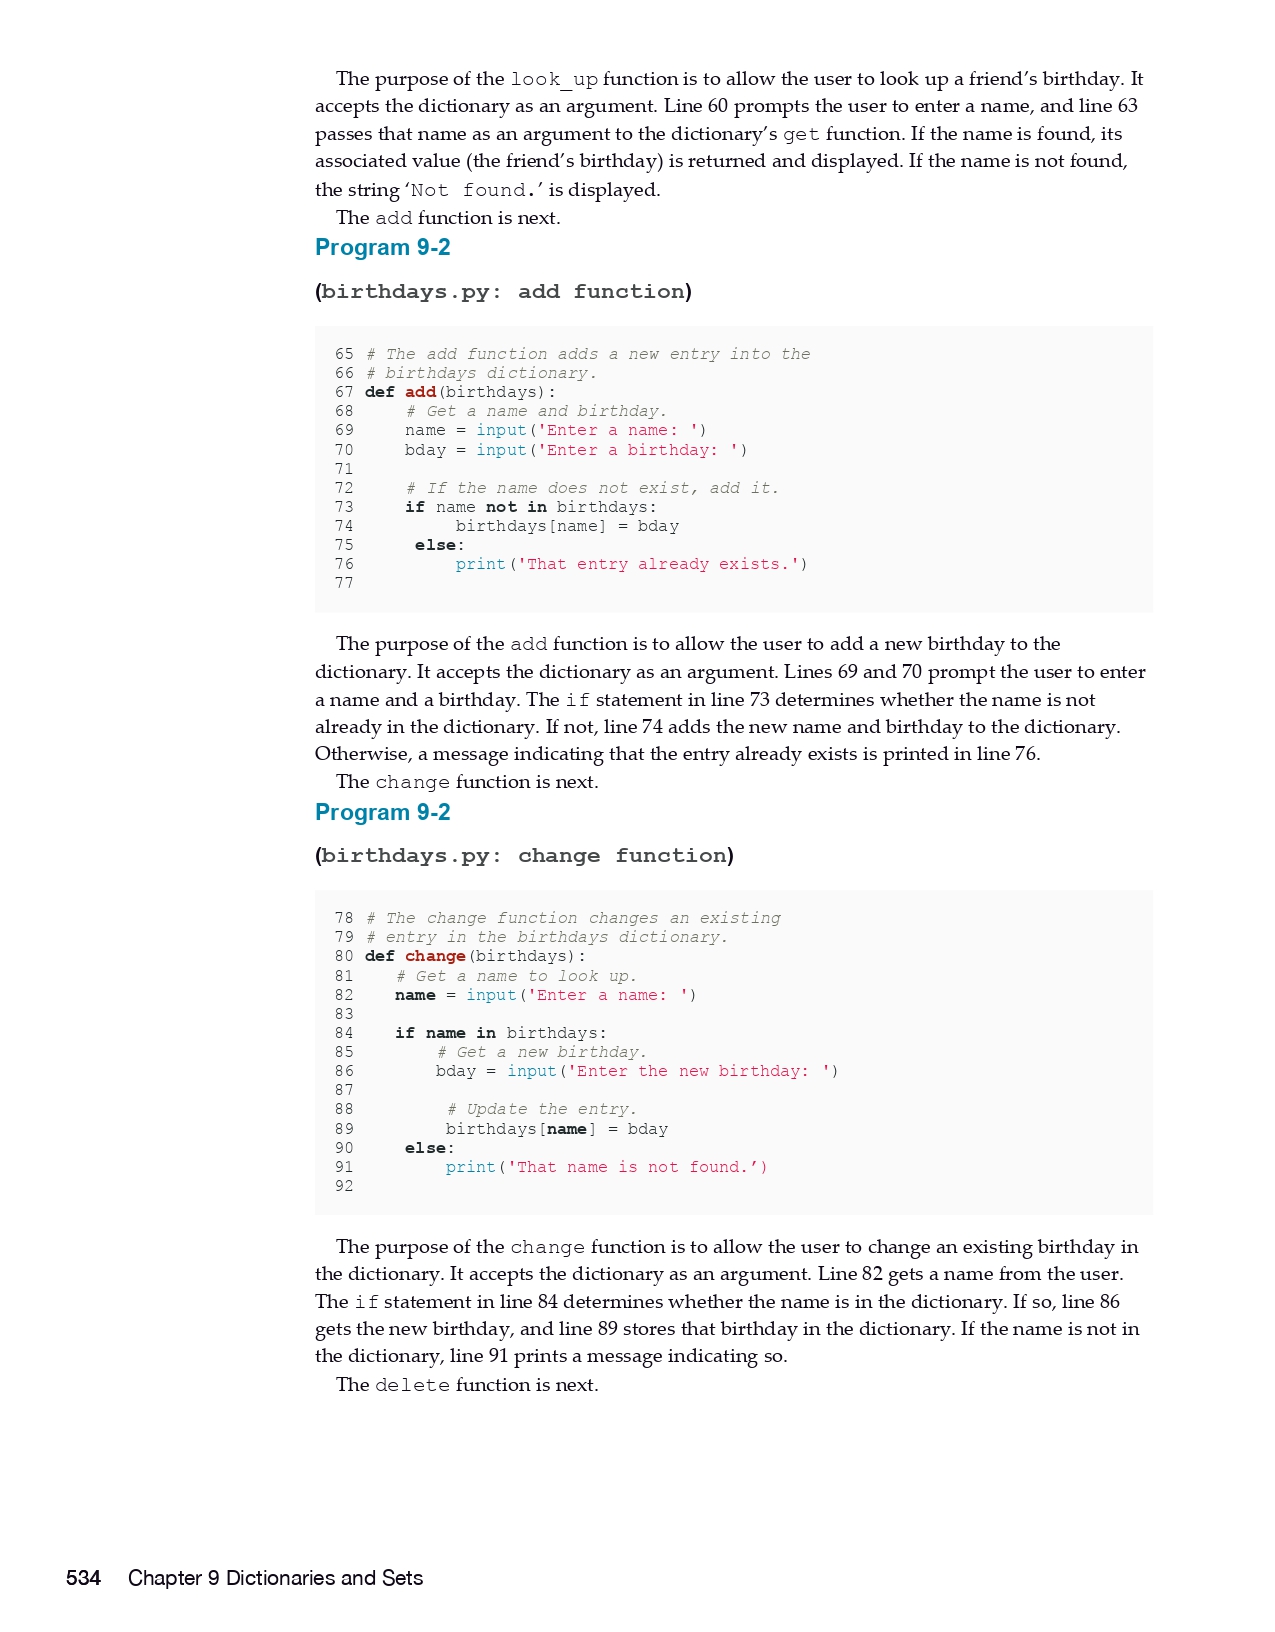 The purpose of the look_up function is to allow the user to look up a friend’s birthday. It
accepts the dictionary as an argument. Line 60 prompts the user to enter a name, and line 63
passes that name as an argument to the dictionary’s get function. If the name is found, its
associated value (the friend’s birthday) is returned and displayed. If the name is not found,
the string ‘Not found.’ is displayed.
The add function is next.
Program 9-2
(birthdays.py: add function)
65 # The add function adds a new entry into the
66 # birthdays dictionary.
67 def add(birthdays):
68     # Get a name and birthday.
69     name = input('Enter a name: ')
70     bday = input('Enter a birthday: ')
71
72     # If the name does not exist, add it.
73     if name not in birthdays:
74          birthdays[name] = bday
75      else:
76          print('That entry already exists.')
77
The purpose of the add function is to allow the user to add a new birthday to the
dictionary. It accepts the dictionary as an argument. Lines 69 and 70 prompt the user to enter
a name and a birthday. The if statement in line 73 determines whether the name is not
already in the dictionary. If not, line 74 adds the new name and birthday to the dictionary.
Otherwise, a message indicating that the entry already exists is printed in line 76.
The change function is next.
Program 9-2
(birthdays.py: change function)
78 # The change function changes an existing
79 # entry in the birthdays dictionary.
80 def change(birthdays):
81    # Get a name to look up.
82    name = input('Enter a name: ')
83
84    if name in birthdays:
85        # Get a new birthday.
86        bday = input('Enter the new birthday: ')
87
88         # Update the entry.
89         birthdays[name] = bday
90     else:
91         print('That name is not found.’)
92
The purpose of the change function is to allow the user to change an existing birthday in
the dictionary. It accepts the dictionary as an argument. Line 82 gets a name from the user.
The if statement in line 84 determines whether the name is in the dictionary. If so, line 86
gets the new birthday, and line 89 stores that birthday in the dictionary. If the name is not in
the dictionary, line 91 prints a message indicating so.
The delete function is next.
534 Chapter 9 Dictionaries and Sets